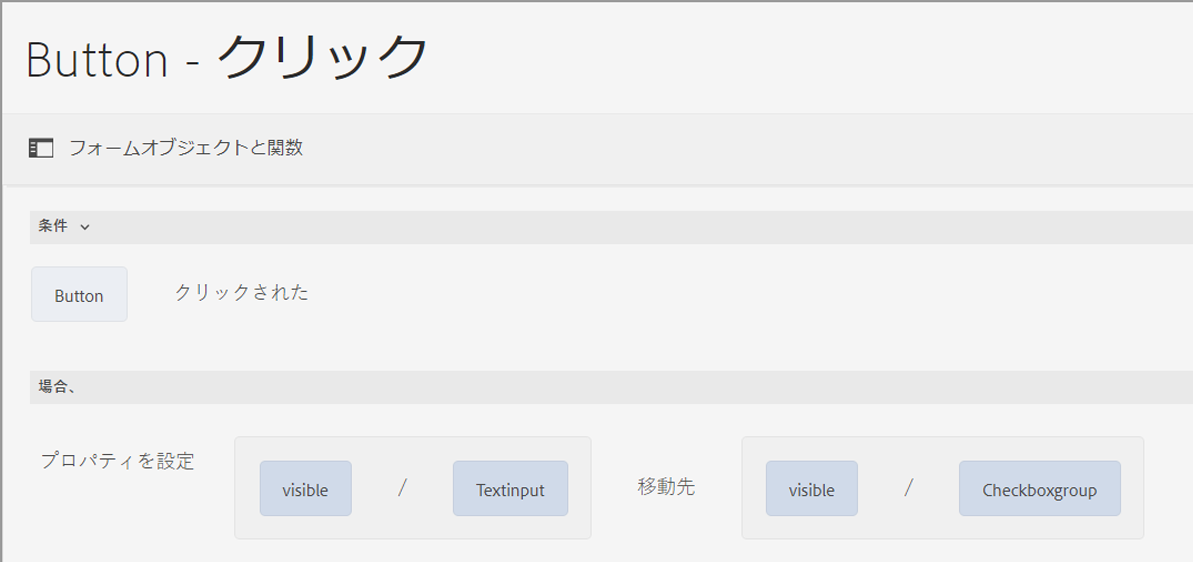 Button - クリック
フォームオブジェクトと関数
条件
Button クリックされた
場合、
プロパティを設定 visible / Textinput 移動先 visible / Checkboxgroup